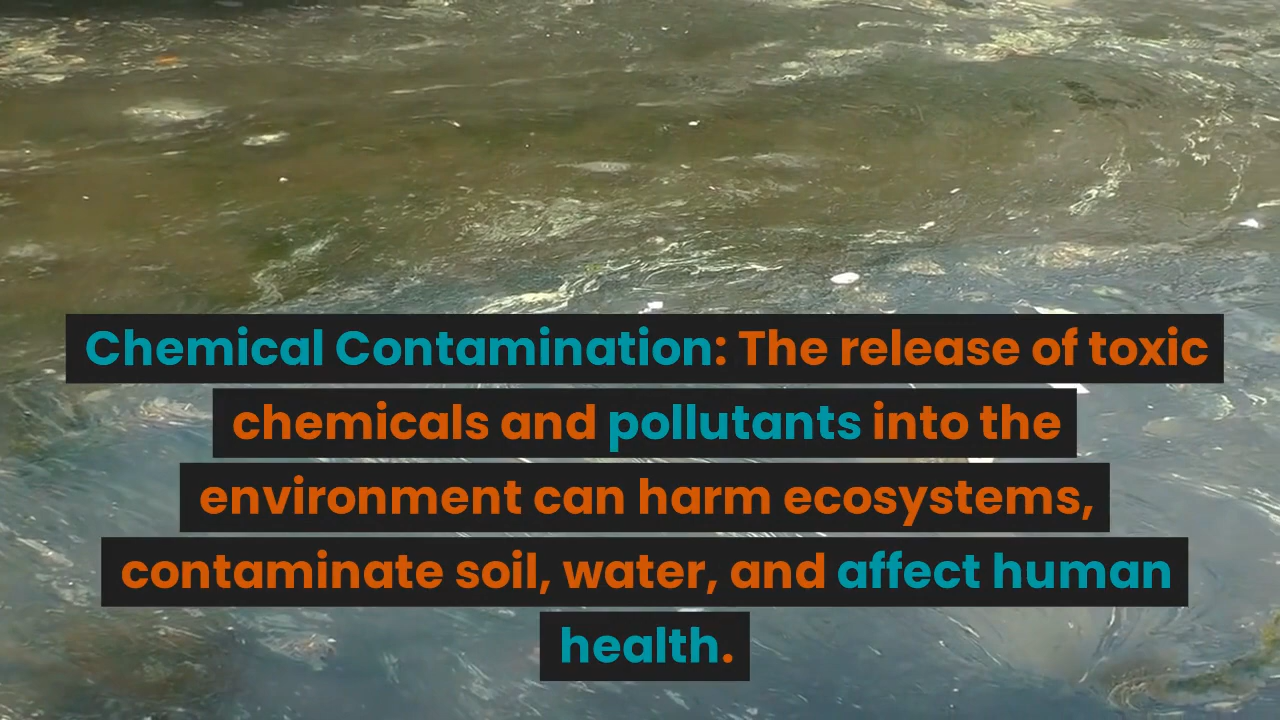 Chemical Contamination: The release of toxic
chemicals and pollutants into the
environment can harm ecosystems,
contaminate soil, water, and affect human
health.